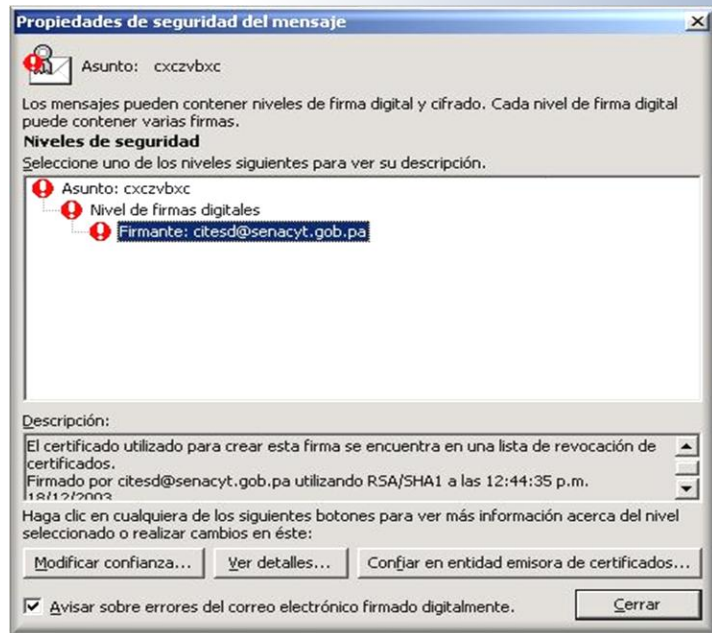 Propiedades de seguridad del mensaje
Asunto: cxczvbxc
Los mensajes pueden contener niveles de firma digital y cifrado. Cada nivel de firma digital
puede contener varias firmas.
Niveles de seguridad
Seleccione uno de los niveles siguientes para ver su descripción.
Asunto: cxczvbxc
Nivel de firmas digitales
Firmante: citesd@senacyt.gob.pa
Descripción:
El certificado utilizado para crear esta firma se encuentra en una lista de revocación de
certificados.
Firmado por citesd@senacyt.gob.pa utilizando RSA/SHA1 a las 12:44:35 p.m.
18/12/2003
Haga clic en cualquiera de los siguientes botones para ver más información acerca del nivel
seleccionado o realizar cambios en éste:
Modificar confianza... Ver detalles... Confiar en entidad emisora de certificados...
Avisar sobre errores del correo electrónico firmado digitalmente. Cerrar